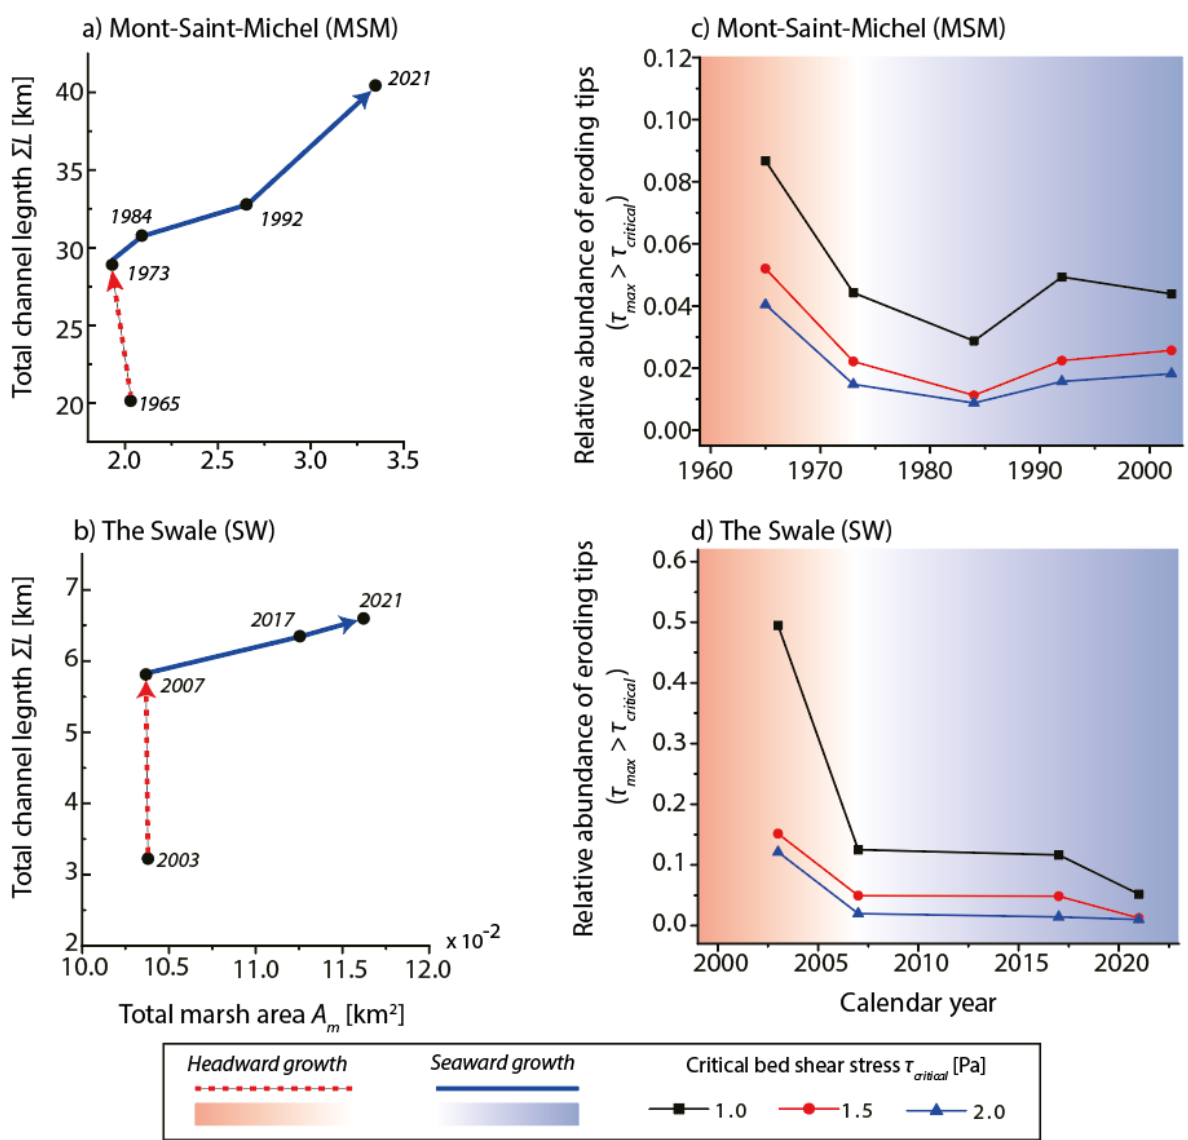 a) Mont-Saint-Michel (MSM)
Total channel legnth ΣL [km]
40
35
30
25
20
2021
1984
1992
1973
1965
2.0 2.5 3.0 3.5
c) Mont-Saint-Michel (MSM)
Relative abundance of eroding tips
(τmax > τcritical)
0.12
0.10
0.08
0.06
0.04
0.02
0.00
1960 1970 1980 1990 2000
b) The Swale (SW)
Total channel legnth ΣL [km]
7
6
5
4
3
2
2017
2021
2007
2003
x 10-2
10.0 10.5 11.0 11.5 12.0
Total marsh area Am [km2]
d) The Swale (SW)
Relative abundance of eroding tips
(τmax > τcritical)
0.6
0.5
0.4
0.3
0.2
0.1
0.0
2000 2005 2010 2015 2020
Calendar year
Headward growth
Seaward growth
Critical bed shear stress τcritical [Pa]
1.0 1.5 2.0